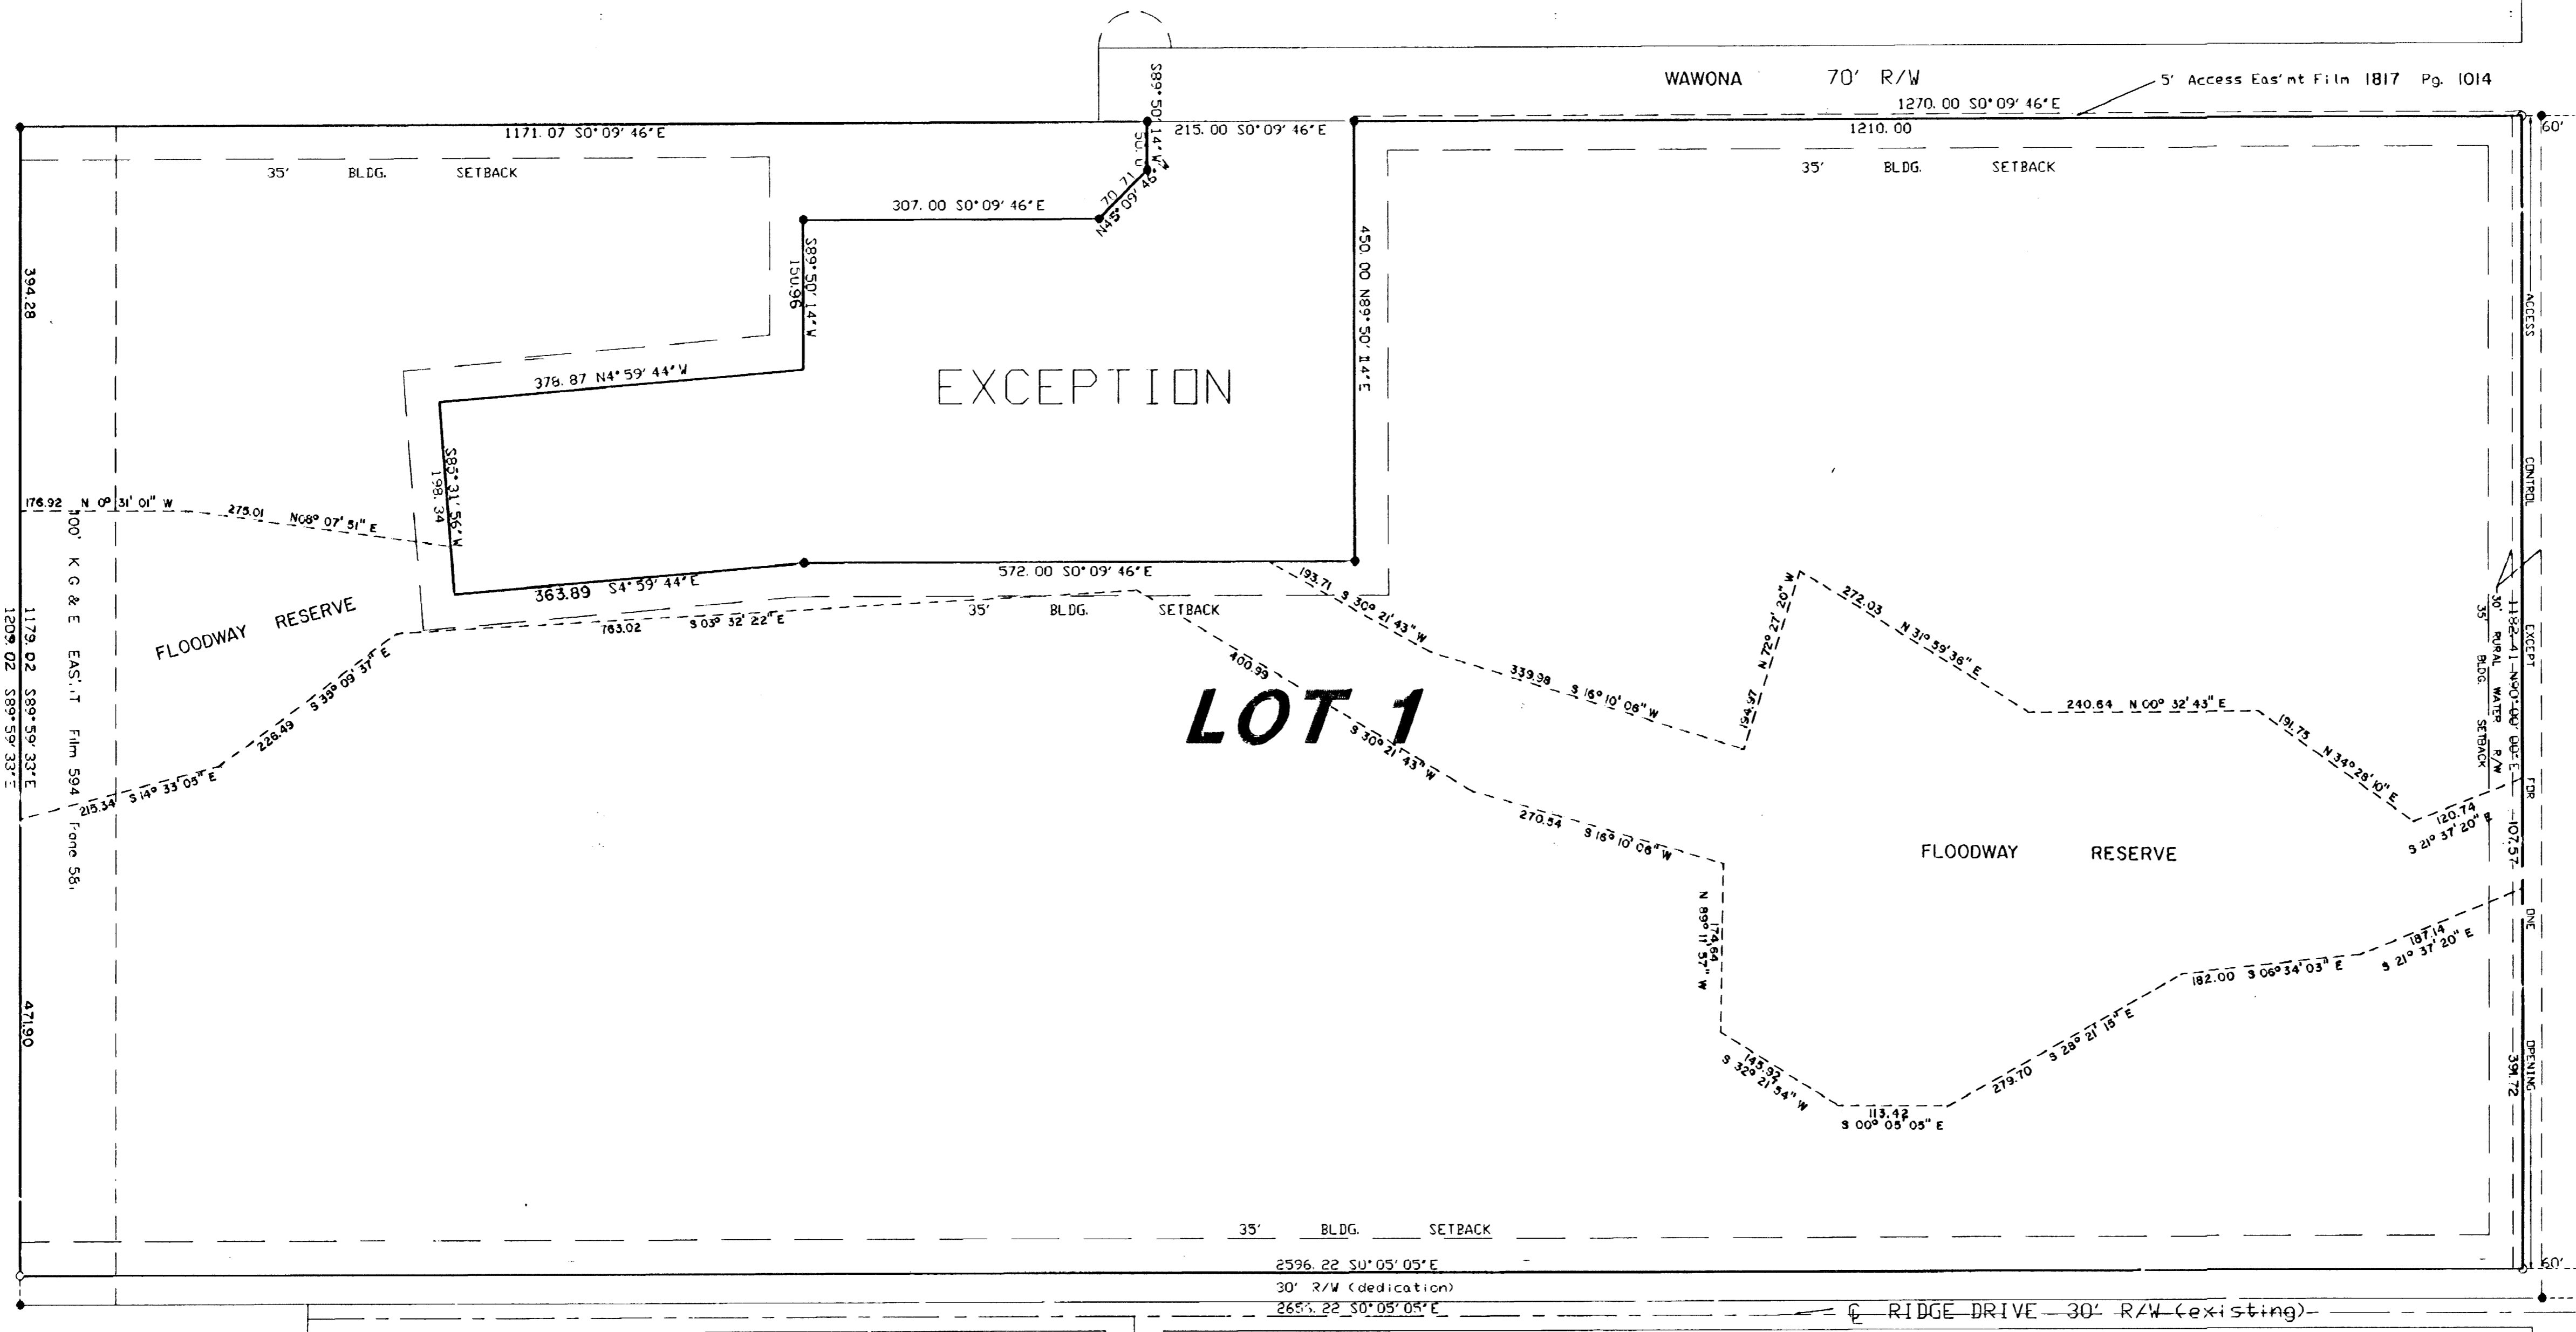 WAWONA 70' R/W
5' Access Eas'mt Film 1817 Pg. 1014
1270.00 S0°09'46"E
1210.00
60'
1171.07 S0°09'46"E
S89°50'14"W
215.00 S0°09'46"E
35' BLDG. SETBACK
35' BLDG. SETBACK
70.71
N45°09'46"W
307.00 S0°09'46"E
S89°50'14"W
150.96
450.00 N89°50'14"E
394.28
378.87 N4°59'44"W
EXCEPTION
S85°31'56"W
198.34
176.92 N 0° 31' 01" W
275.01 N08° 07' 51" E
363.89 S4°59'44"E
572.00 S0°09'46"E
35' BLDG. SETBACK
763.02 S 03° 32' 22" E
FLOODWAY RESERVE
S 39° 09' 37" E
226.49
215.34 S 14° 33' 05" E
100' K G & E Film 594
1179.02 S89°59'33"E
1209.02 S89°59'33"E
471.90
193.71 S 30° 21' 43" W
339.98 S 16° 10' 06" W
194.97 N 72° 27' 20" W
272.03 N 31° 59' 36" E
240.64 N 00° 32' 43" E
191.75 N 34° 28' 10" E
120.74
S 21° 37' 20" E
400.99
S 30° 21' 43" W
LOT 1
270.54 S 16° 10' 06" W
174.64
N 89° 11' 57" W
145.92
S 32° 21' 54" W
113.42
S 00° 05' 05" E
279.70 S 28° 21' 15" E
182.00 S 06° 34' 03" E
187.14
S 21° 37' 20" E
FLOODWAY RESERVE
ACCESS CONTROL EXCEPT FOR ONE OPENING
1182.41 N90°00'00"E
30' RURAL WATER R/W
35' BLDG. SETBACK
107.57
391.72
35' BLDG. SETBACK
2596.22 S0°05'05"E
60'
30' R/W (dedication)
S0°05'05"E
RIDGE DRIVE 30' R/W (existing)